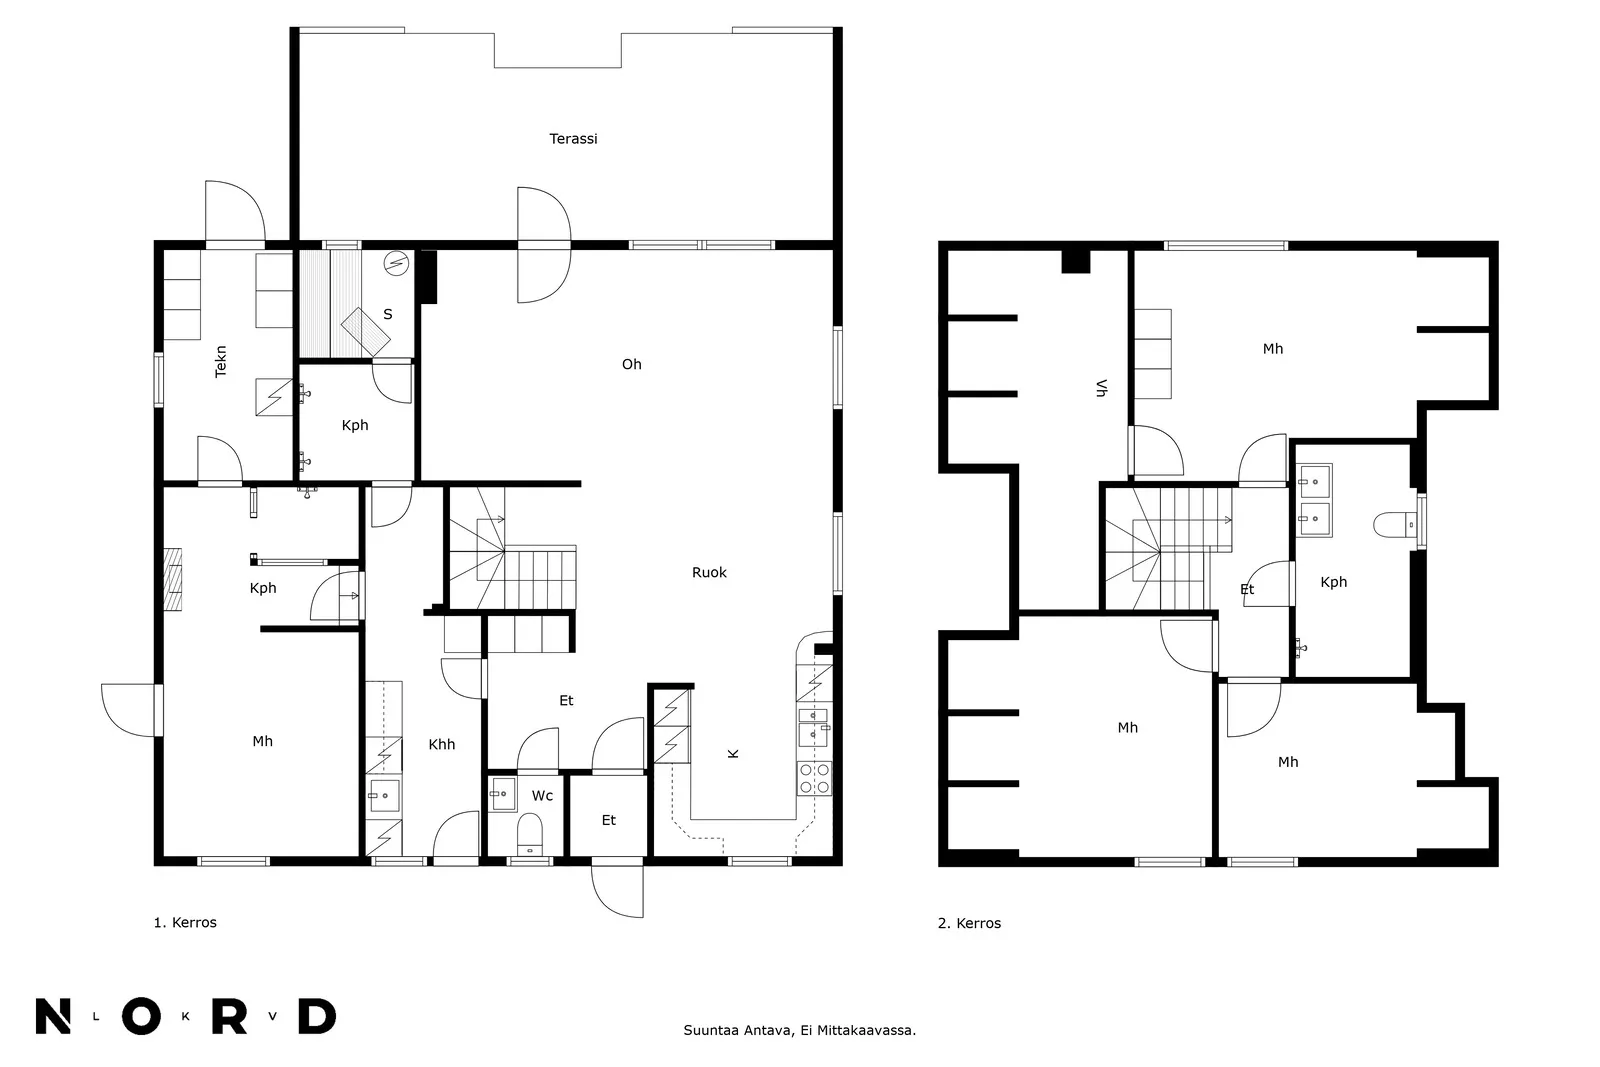 Terassi
S
Tekn
Oh
Kph
Mh
Vh
Kph
Ruok
Kph
Et
Et
Mh
Khh
K
Wc
Et
Mh
Mh
1. Kerros
2. Kerros
N L O K R V D
Suuntaa Antava, Ei Mittakaavassa.